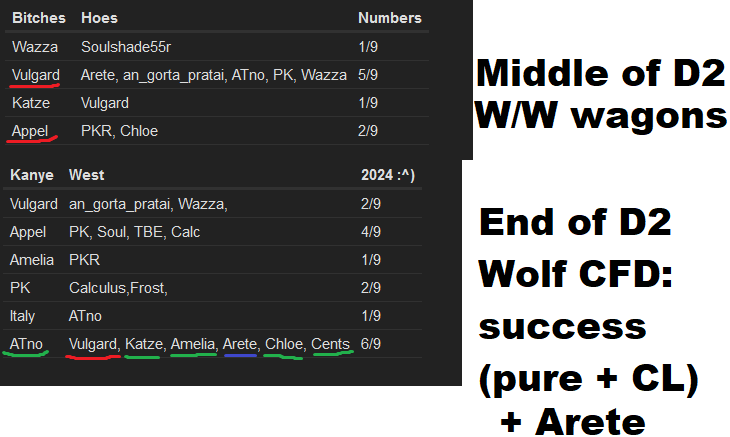 Bitches Hoes Numbers
Wazza Soulshade55r 1/9
Vulgard Arete, an_gorta_pratai, ATno, PK, Wazza 5/9
Katze Vulgard 1/9
Appel PKR, Chloe 2/9
Middle of D2
W/W wagons
Kanye West 2024 :^)
Vulgard an_gorta_pratai, Wazza, 2/9
Appel PK, Soul, TBE, Calc 4/9
Amelia PKR 1/9
PK Calculus,Frost, 2/9
Italy ATno 1/9
ATno Vulgard, Katze, Amelia, Arete, Chloe, Cents 6/9
End of D2
Wolf CFD:
success
(pure + CL)
+ Arete